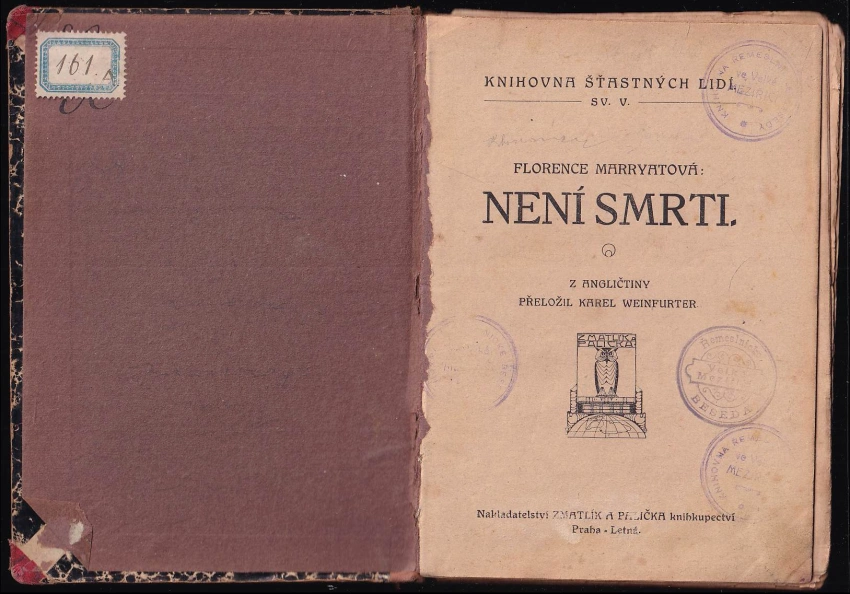 161.
KNIHOVNA ŠŤASTNÝCH LIDÍ
SV. V.
FLORENCE MARRYATOVÁ:
NENÍ SMRTI.
Z ANGLIČTINY
PŘELOŽIL KAREL WEINFURTER
ZMATLÍK A
PALIČKA
Řemeslnická
BESEDA
Nakladatelství ZMATLÍK A PALIČKA knihkupectví
Praha - Letná.